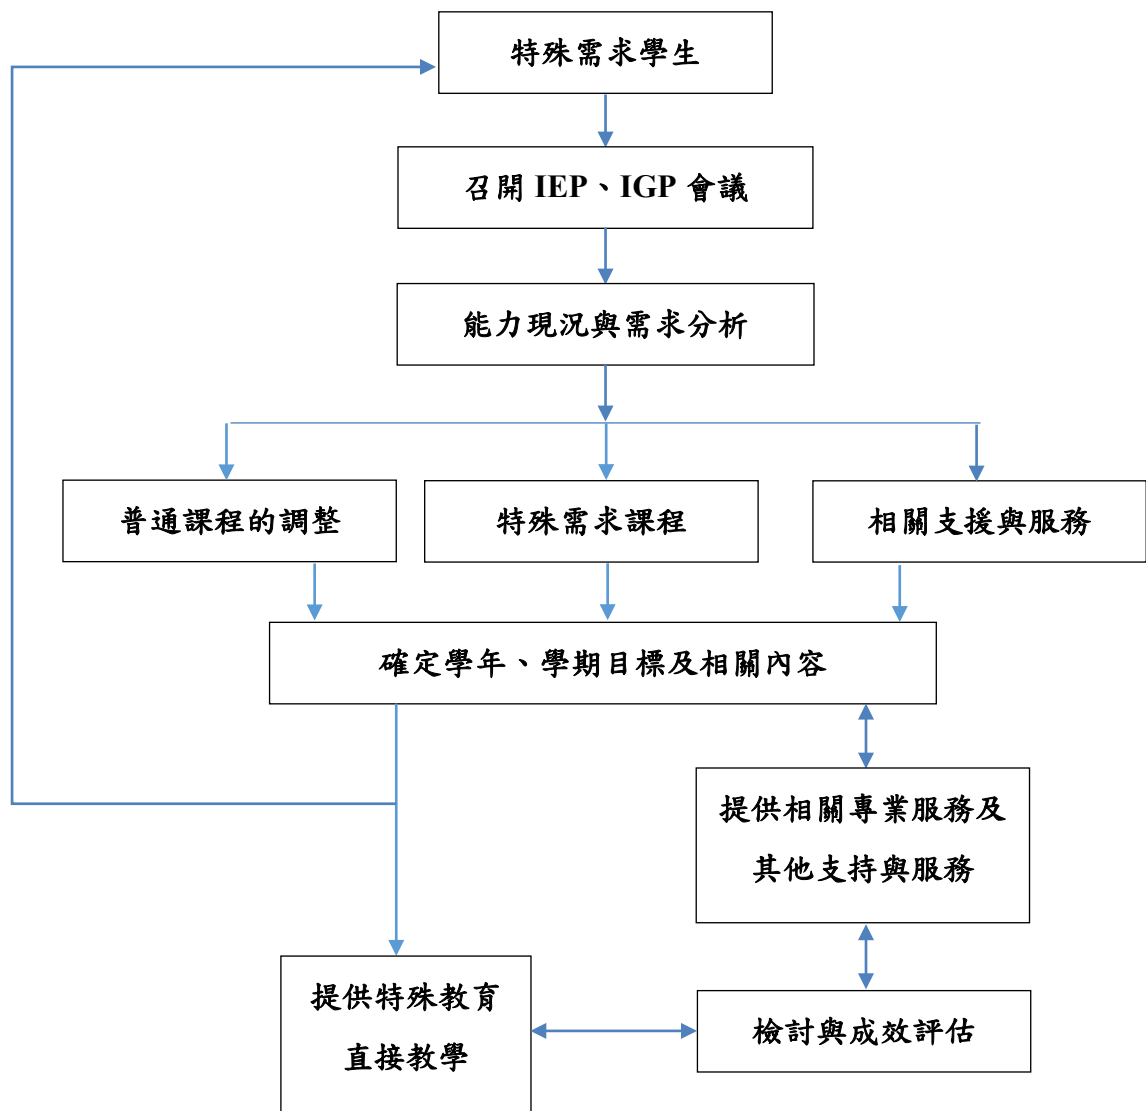 特殊需求學生
召開 IEP、IGP 會議
能力現況與需求分析
普通課程的調整
特殊需求課程
相關支援與服務
確定學年、學期目標及相關內容
提供相關專業服務及
其他支持與服務
提供特殊教育
直接教學
檢討與成效評估